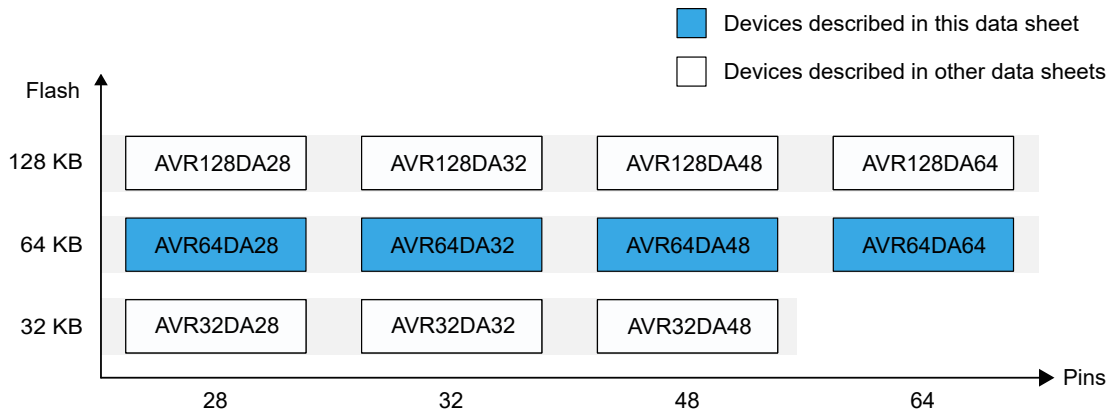 Devices described in this data sheet
Devices described in other data sheets
Flash
128 KB AVR128DA28 AVR128DA32 AVR128DA48 AVR128DA64
64 KB AVR64DA28 AVR64DA32 AVR64DA48 AVR64DA64
32 KB AVR32DA28 AVR32DA32 AVR32DA48
Pins
28 32 48 64